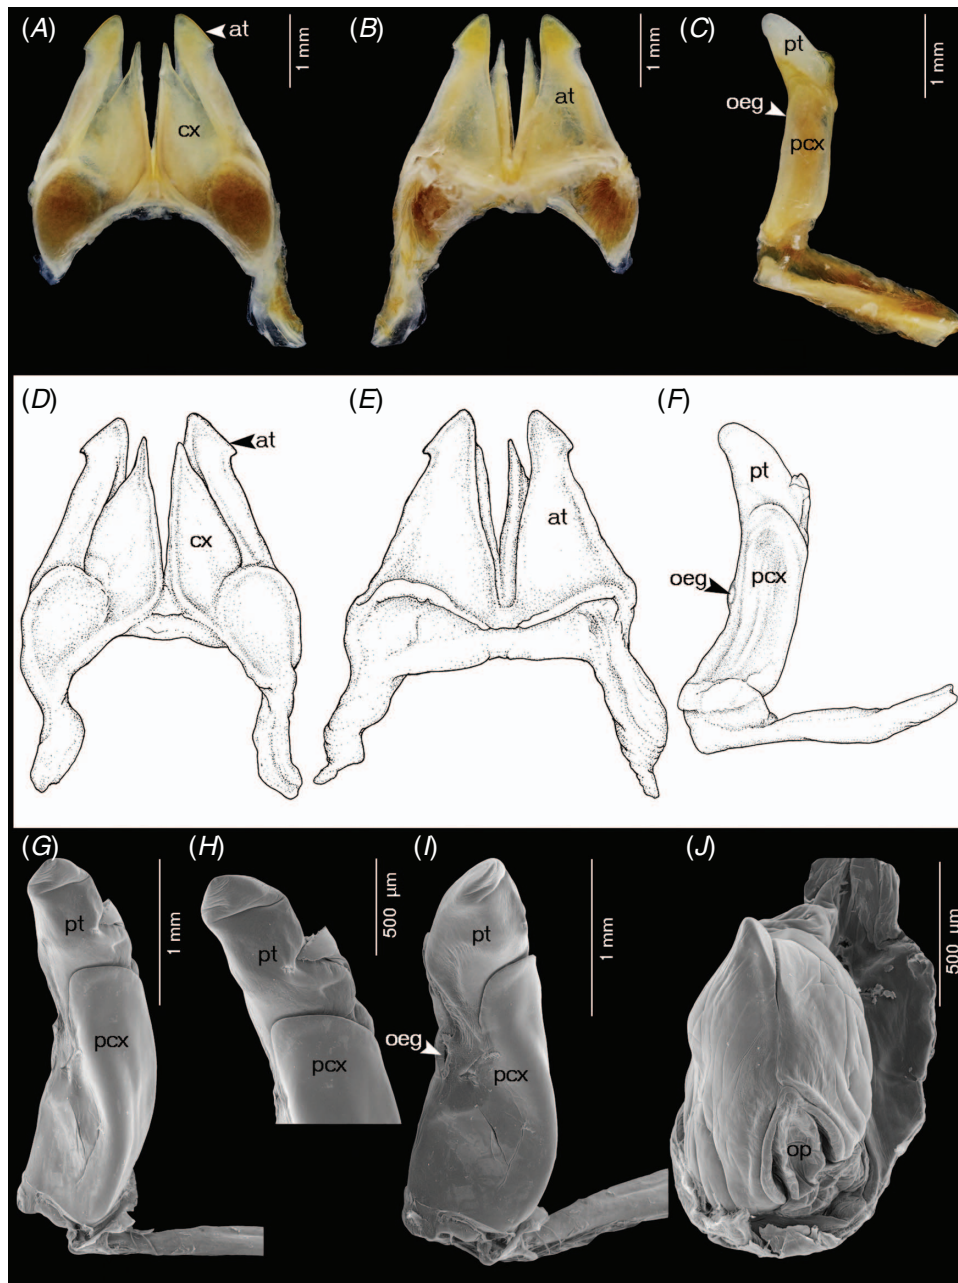 (A)
at
1 mm
cx
(B)
1 mm
at
(C)
pt
1 mm
oeg
pcx
(D)
at
cx
(E)
at
(F)
pt
oeg
pcx
(G)
pt
1 mm
pcx
(H)
500 µm
pt
pcx
(I)
pt
1 mm
oeg
pcx
(J)
500 µm
op